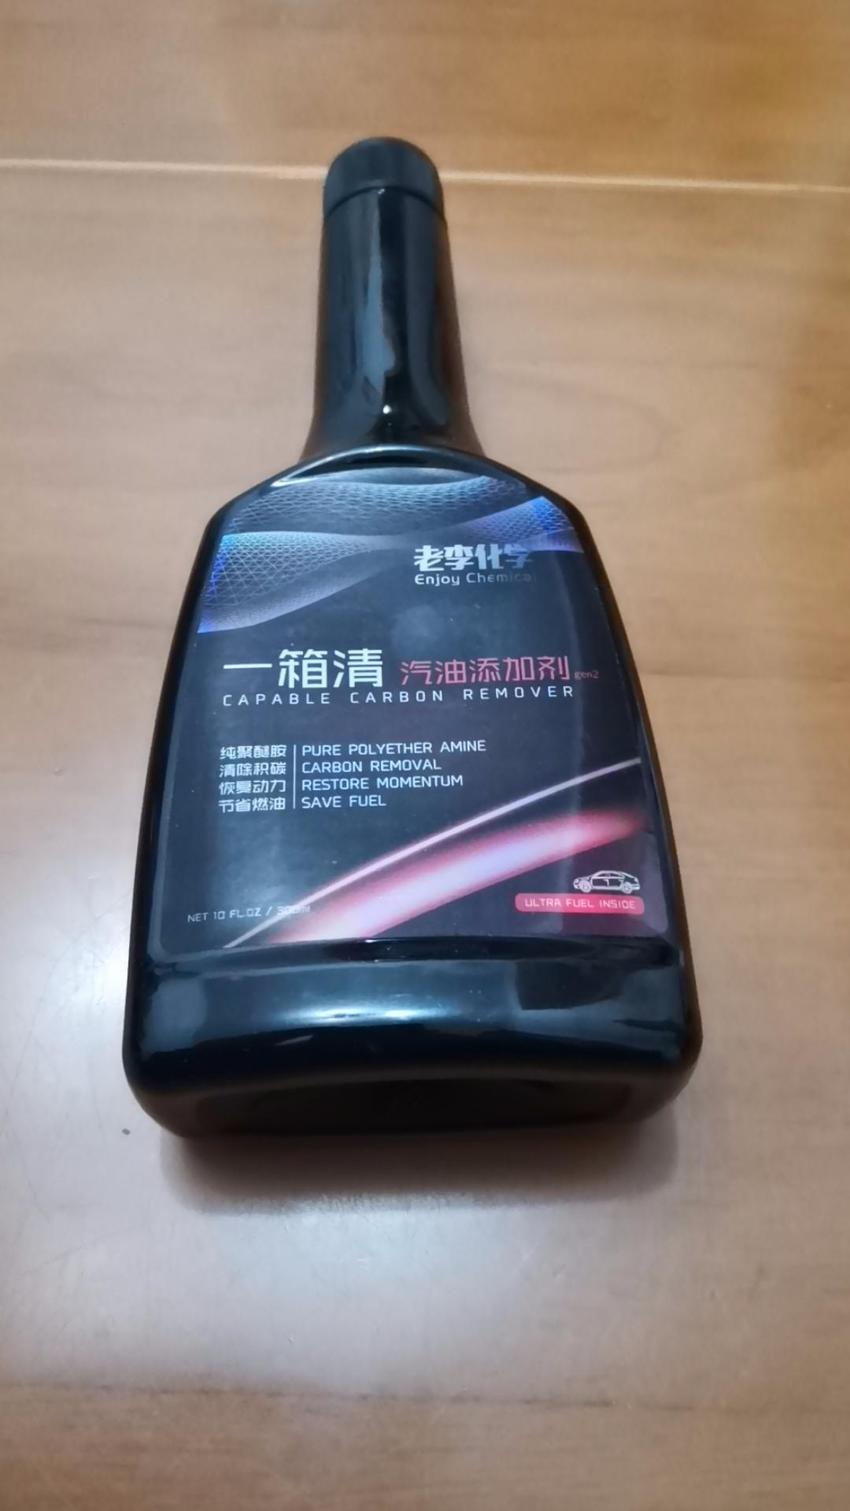 老李化学
Enjoy Chemical
一箱清 汽油添加剂 gen2
CAPABLE CARBON REMOVER
纯聚醚胺 PURE POLYETHER AMINE
清除积碳 CARBON REMOVAL
恢复动力 RESTORE MOMENTUM
节省燃油 SAVE FUEL
NET 10 FL.OZ / 300ml
ULTRA FUEL INSIDE